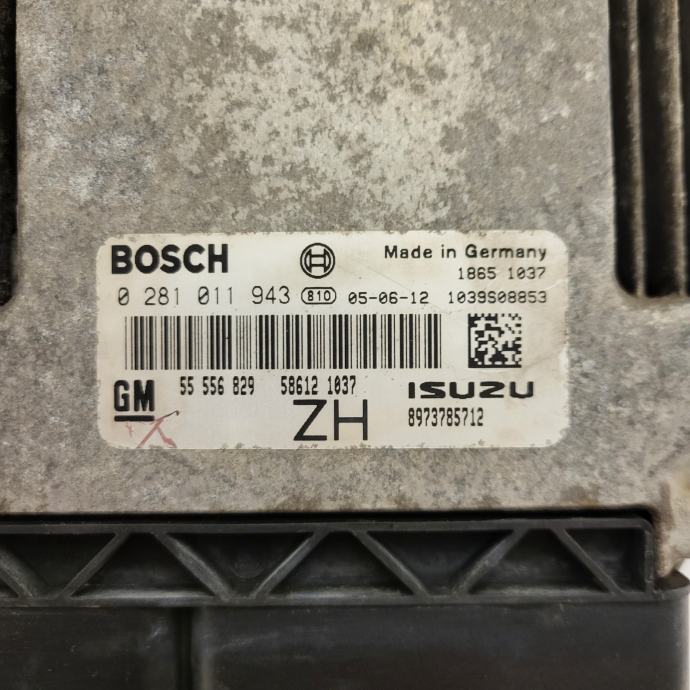 BOSCH Made in Germany
1865 1037
0 281 011 943 810 05-06-12 1039S08853
GM 55 556 829 58612 1037 ISUZU
ZH 8973785712